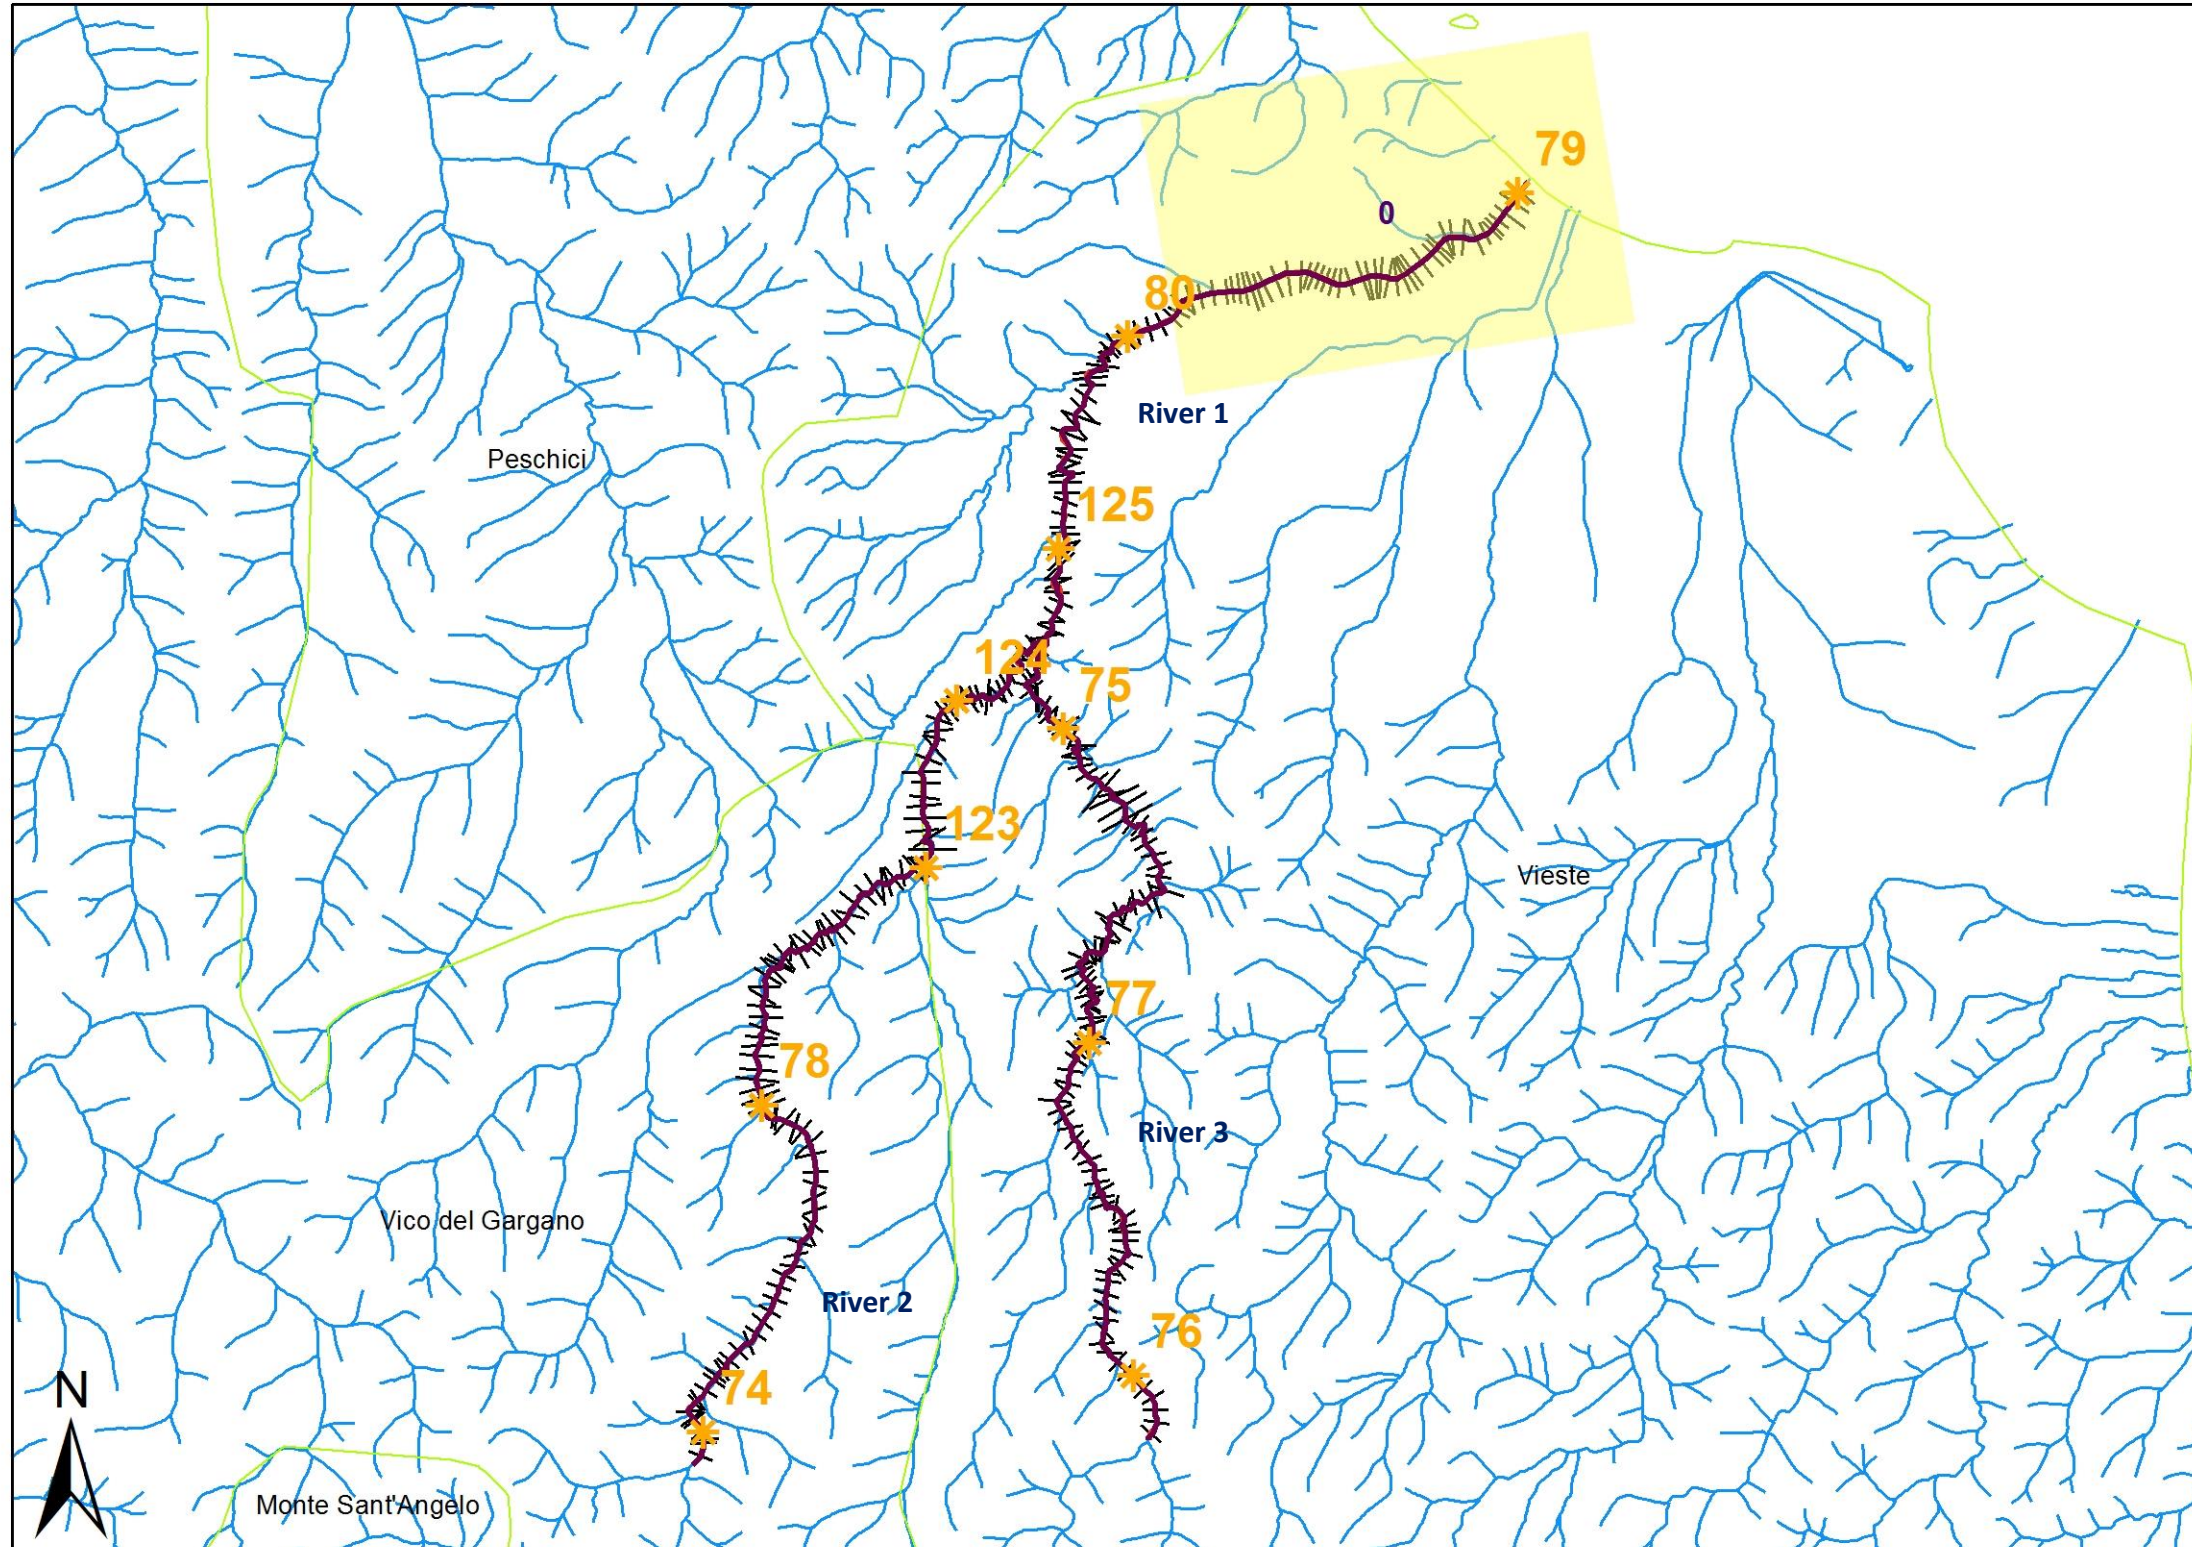 79
0
80
River 1
Peschici
125
124
75
123
Vieste
77
78
River 3
Vico del Gargano
River 2
76
74
N
Monte Sant'Angelo